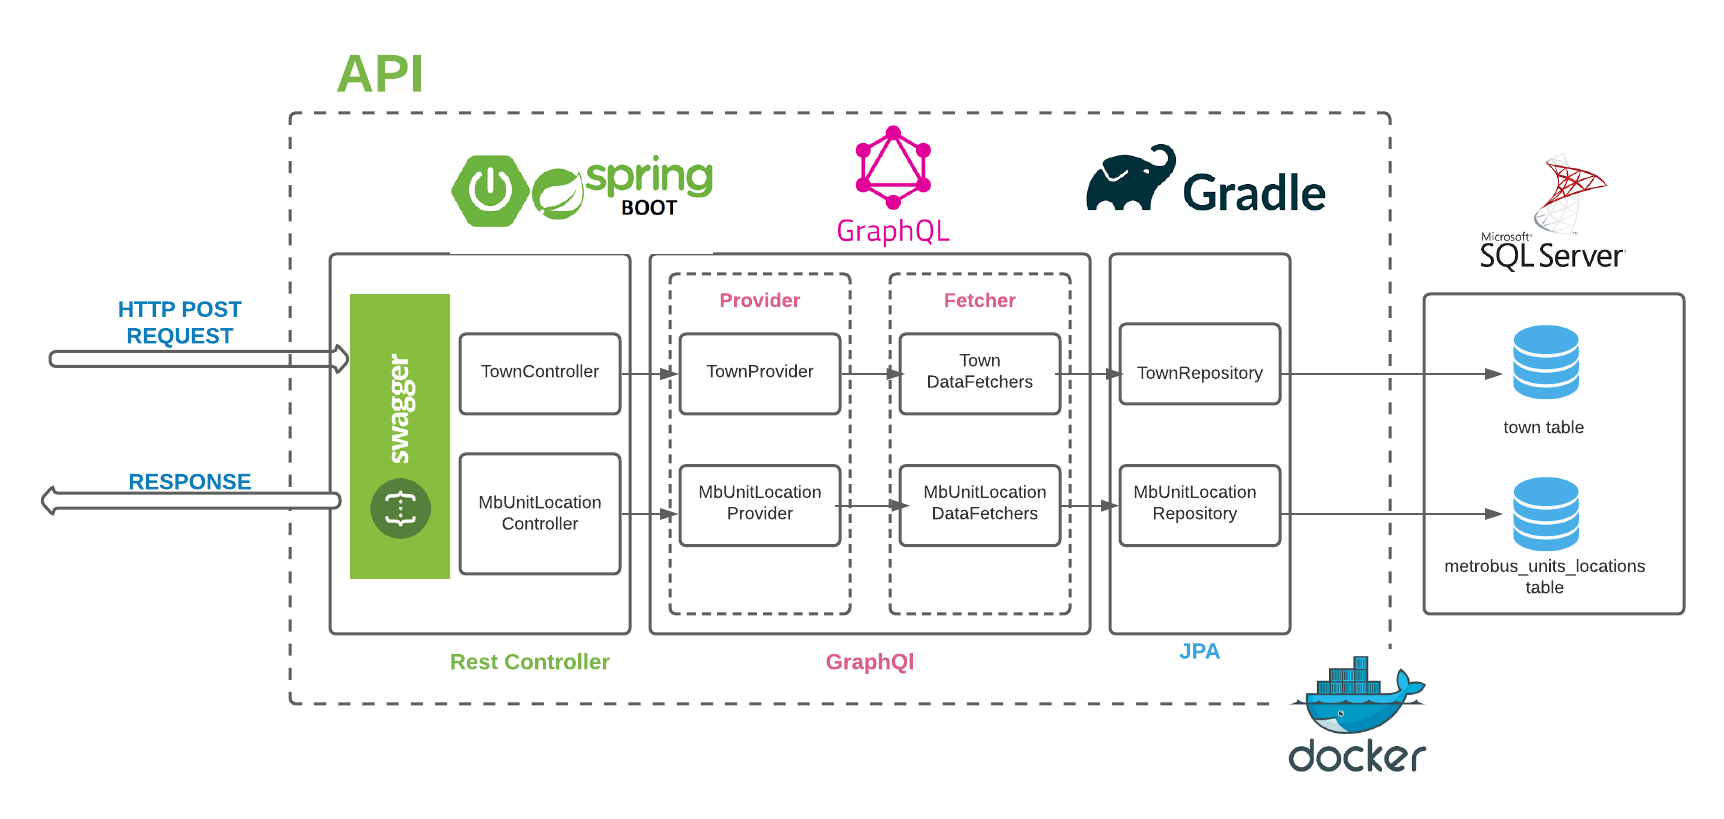 API
spring
BOOT
GraphQL
Gradle
Microsoft®
SQL Server
HTTP POST
REQUEST
RESPONSE
swagger
{...}
TownController
MbUnitLocation
Controller
Rest Controller
Provider
TownProvider
MbUnitLocation
Provider
Fetcher
Town
DataFetchers
MbUnitLocation
DataFetchers
GraphQl
TownRepository
MbUnitLocation
Repository
JPA
town table
metrobus_units_locations
table
docker